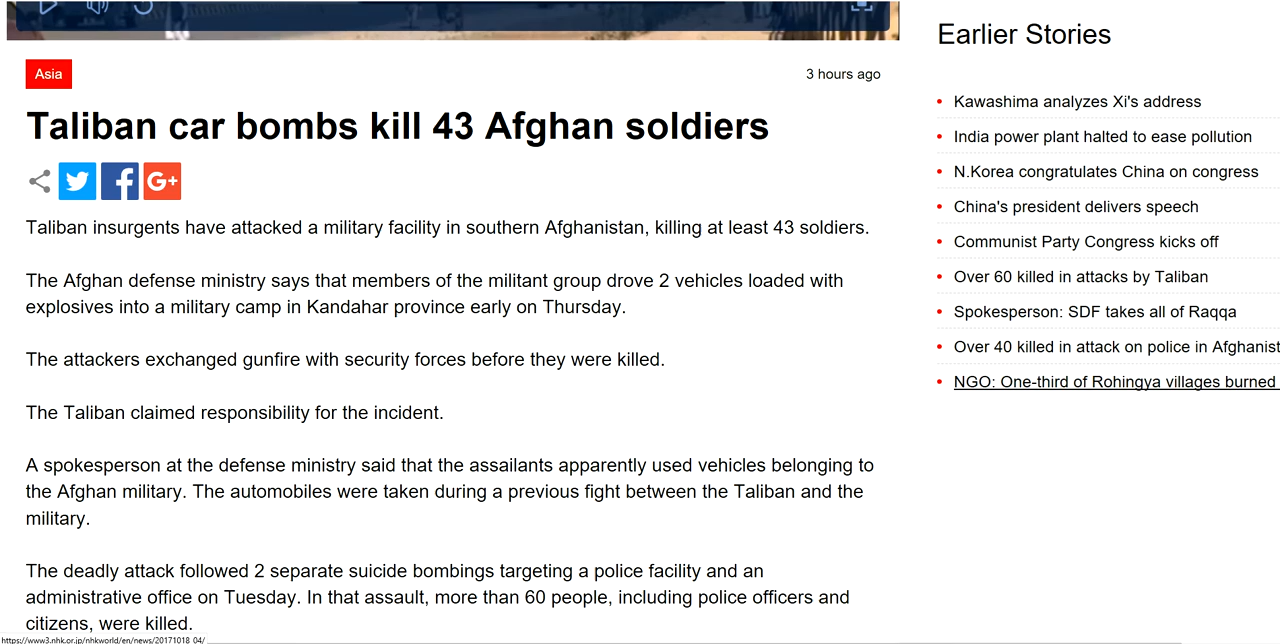 Asia
3 hours ago
Taliban car bombs kill 43 Afghan soldiers
G+
Taliban insurgents have attacked a military facility in southern Afghanistan, killing at least 43 soldiers.
The Afghan defense ministry says that members of the militant group drove 2 vehicles loaded with
explosives into a military camp in Kandahar province early on Thursday.
The attackers exchanged gunfire with security forces before they were killed.
The Taliban claimed responsibility for the incident.
A spokesperson at the defense ministry said that the assailants apparently used vehicles belonging to
the Afghan military. The automobiles were taken during a previous fight between the Taliban and the
military.
The deadly attack followed 2 separate suicide bombings targeting a police facility and an
administrative office on Tuesday. In that assault, more than 60 people, including police officers and
citizens, were killed.
Earlier Stories
Kawashima analyzes Xi's address
India power plant halted to ease pollution
N.Korea congratulates China on congress
China's president delivers speech
Communist Party Congress kicks off
Over 60 killed in attacks by Taliban
Spokesperson: SDF takes all of Raqqa
Over 40 killed in attack on police in Afghanist
NGO: One-third of Rohingya villages burned
https://www3.nhk.or.jp/nhkworld/en/news/20171018_04/